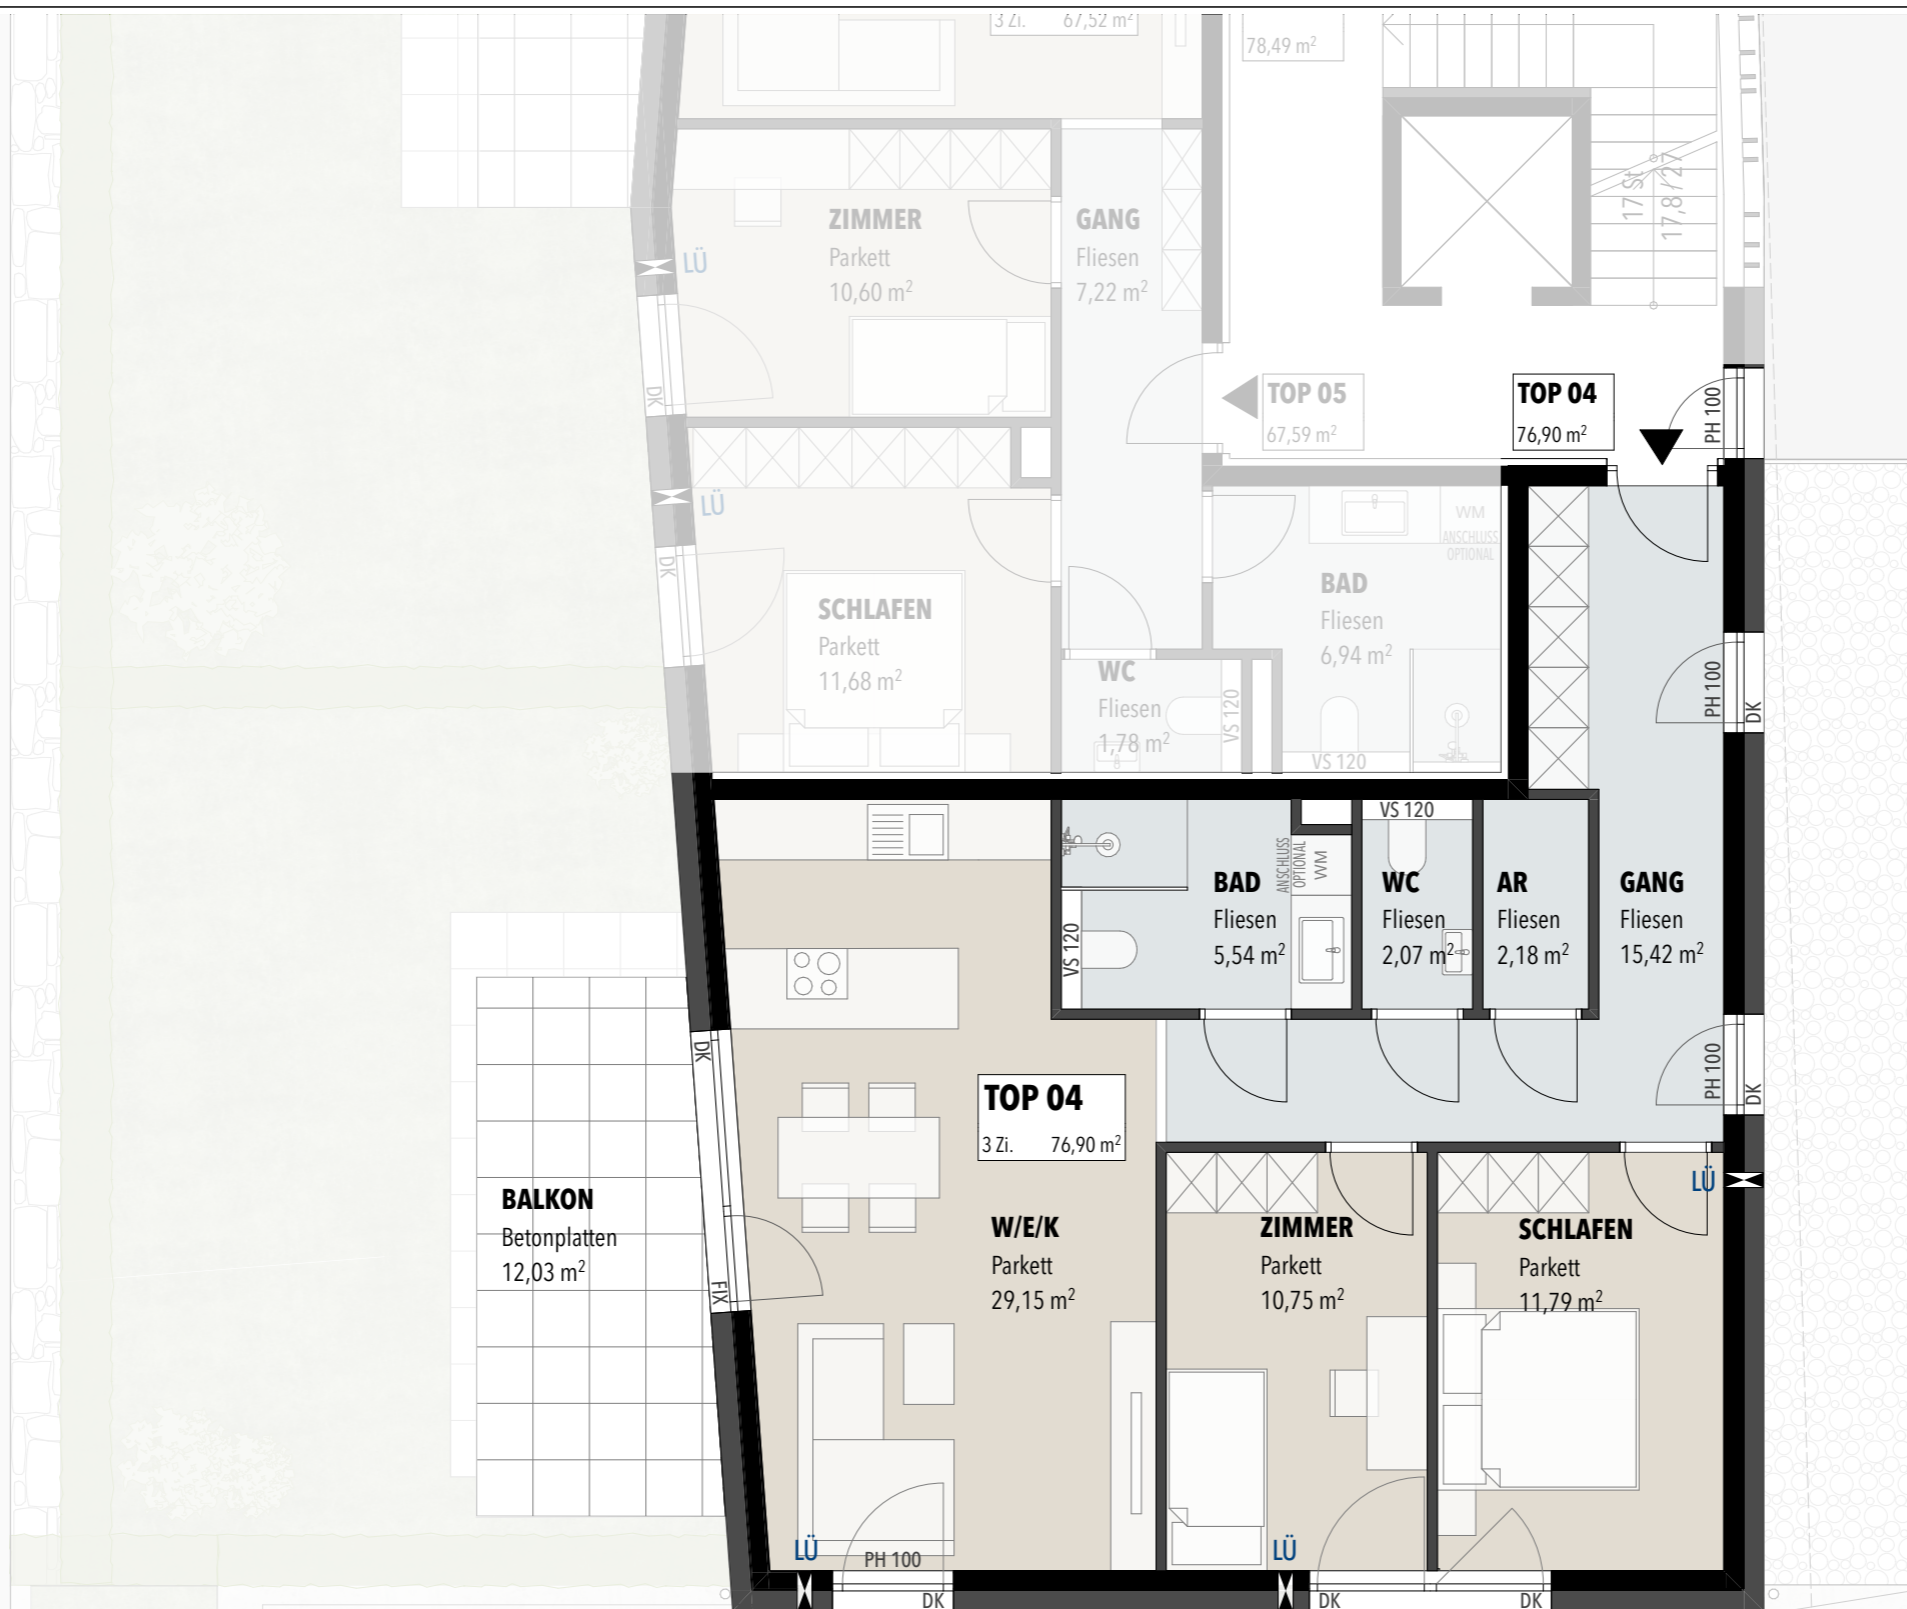 3 Zi. 67,52 m²
78,49 m²
ZIMMER
Parkett
10,60 m²
GANG
Fliesen
7,22 m²
17 St
17,8 / 27
LÜ
DK
TOP 05
67,59 m²
TOP 04
76,90 m²
PH 100
LÜ
DK
SCHLAFEN
Parkett
11,68 m²
WC
Fliesen
1,78 m²
VS 120
BAD
Fliesen
6,94 m²
VS 120
WM
ANSCHLUSS
OPTIONAL
PH 100
DK
VS 120
BAD
Fliesen
5,54 m²
VS 120
ANSCHLUSS
OPTIONAL
WM
WC
Fliesen
2,07 m²
AR
Fliesen
2,18 m²
GANG
Fliesen
15,42 m²
DK
PH 100
DK
TOP 04
3 Zi. 76,90 m²
BALKON
Betonplatten
12,03 m²
FIX
W/E/K
Parkett
29,15 m²
ZIMMER
Parkett
10,75 m²
SCHLAFEN
Parkett
11,79 m²
LÜ
LÜ
PH 100
DK
LÜ
DK
DK